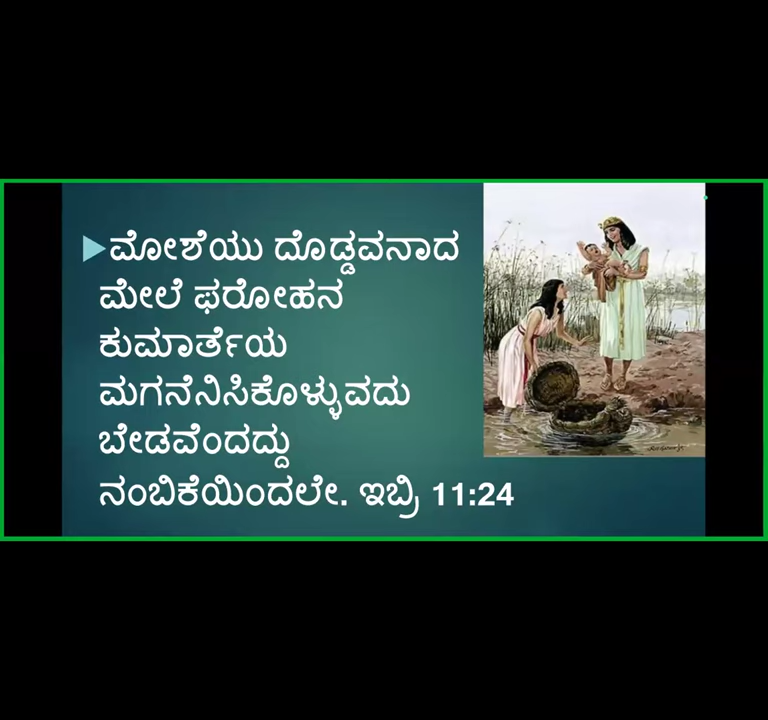 ಮೋಶೆಯು ದೊಡ್ಡವನಾದ
ಮೇಲೆ ಫರೋಹನ
ಕುಮಾರ್ತೆಯ
ಮಗನೆನಿಸಿಕೊಳ್ಳುವದು
ಬೇಡವೆಂದದ್ದು
ನಂಬಿಕೆಯಿಂದಲೇ. ಇಬ್ರಿ 11:24